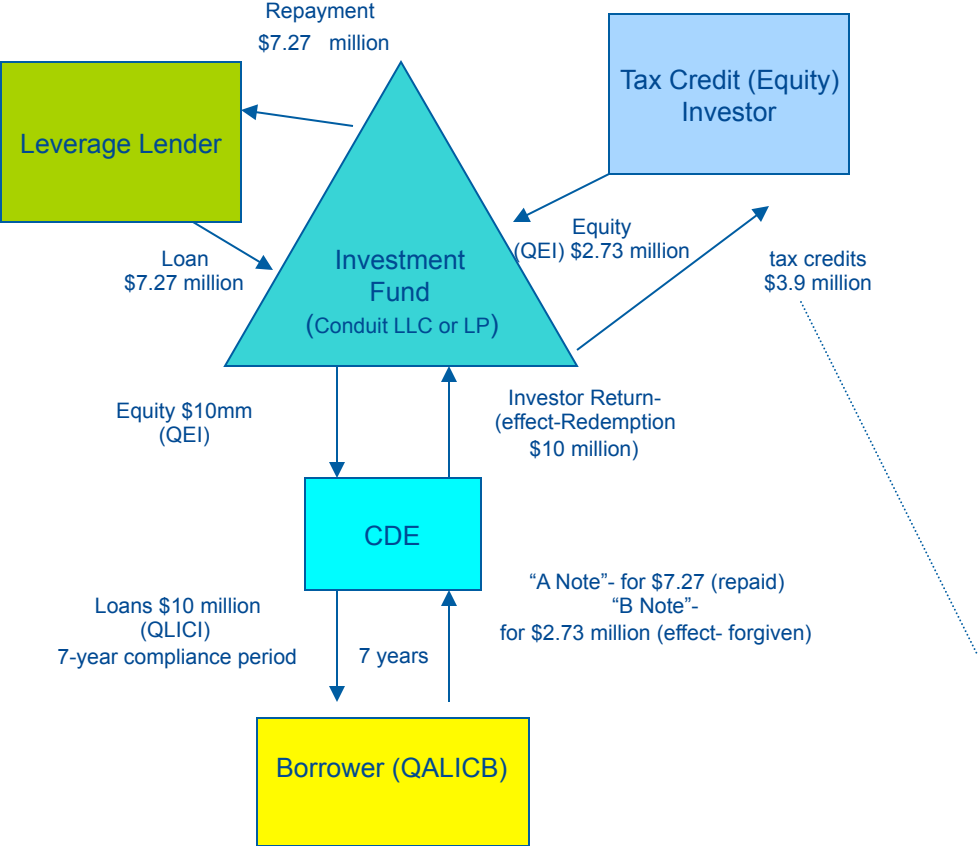 Repayment
$7.27 million
Tax Credit (Equity)
Investor
Leverage Lender
Equity
(QEI) $2.73 million
Loan
$7.27 million
Investment
Fund
(Conduit LLC or LP)
tax credits
$3.9 million
Equity $10mm
(QEI)
Investor Return-
(effect-Redemption
$10 million)
CDE
“A Note”- for $7.27 (repaid)
“B Note”-
for $2.73 million (effect- forgiven)
Loans $10 million
(QLICI)
7-year compliance period
7 years
Borrower (QALICB)